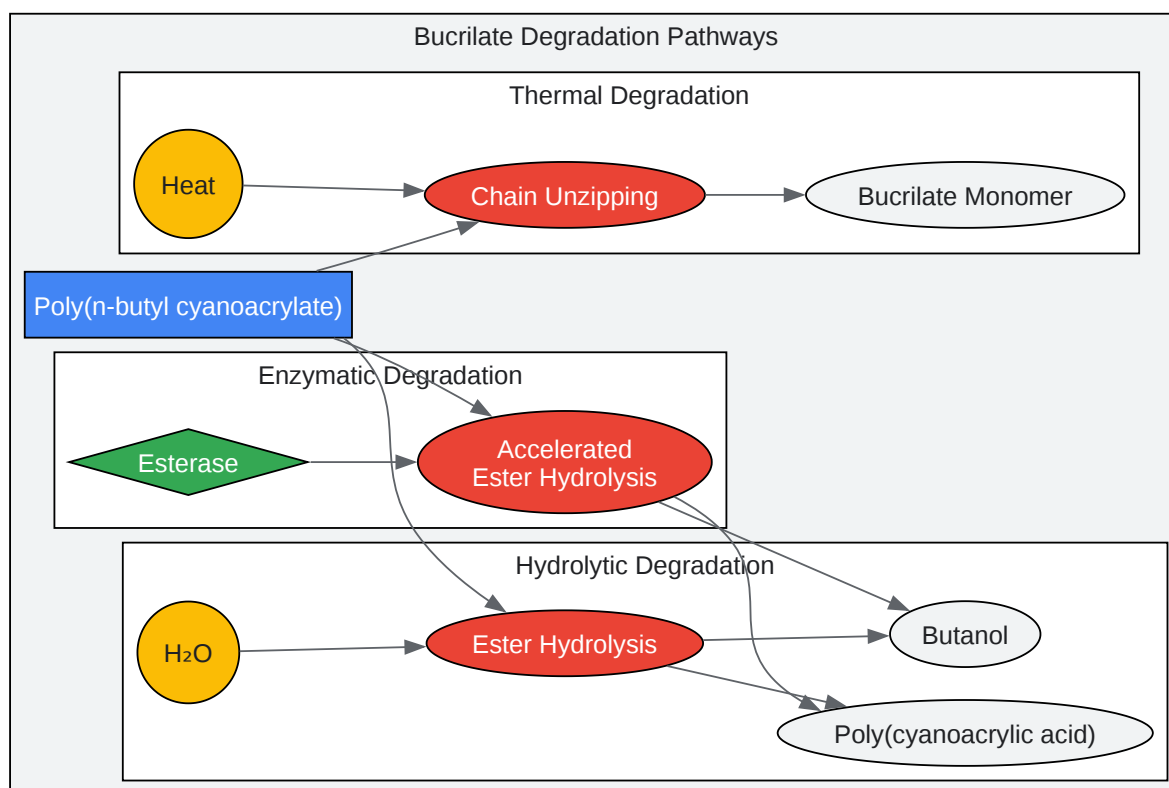 Bucrilate Degradation Pathways
Thermal Degradation
Heat
Chain Unzipping
Bucrilate Monomer
Poly(n-butyl cyanoacrylate)
Enzymatic Degradation
Esterase
Accelerated
Ester Hydrolysis
Hydrolytic Degradation
H₂O
Ester Hydrolysis
Butanol
Poly(cyanoacrylic acid)